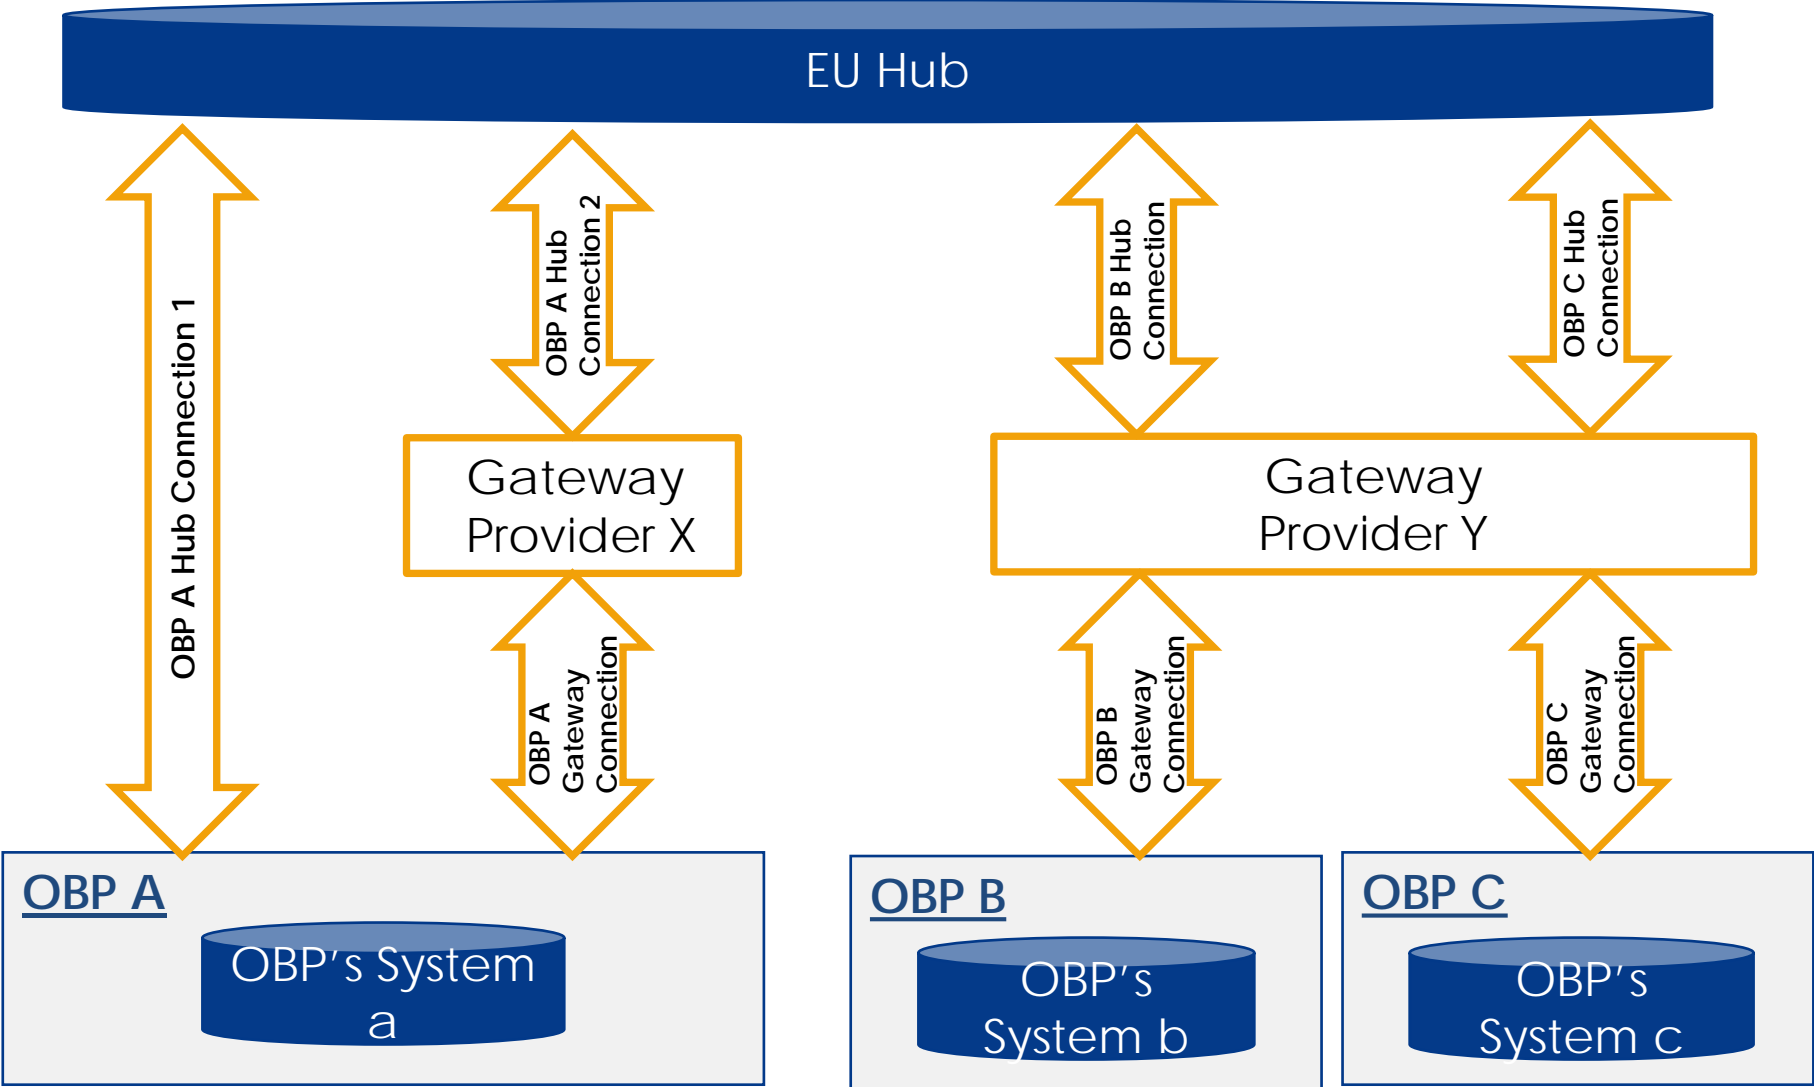 EU Hub
OBP A Hub Connection 1
OBP A Hub
Connection 2
OBP B Hub
Connection
OBP C Hub
Connection
Gateway
Provider X
Gateway
Provider Y
OBP A
Gateway
Connection
OBP B
Gateway
Connection
OBP C
Gateway
Connection
OBP A
OBP's System
a
OBP B
OBP's
System b
OBP C
OBP's
System c